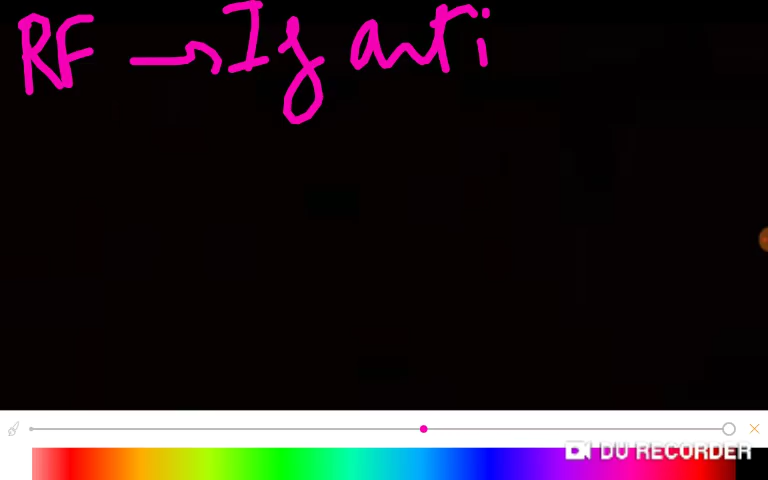 RF → Ig anti
DU RECORDER